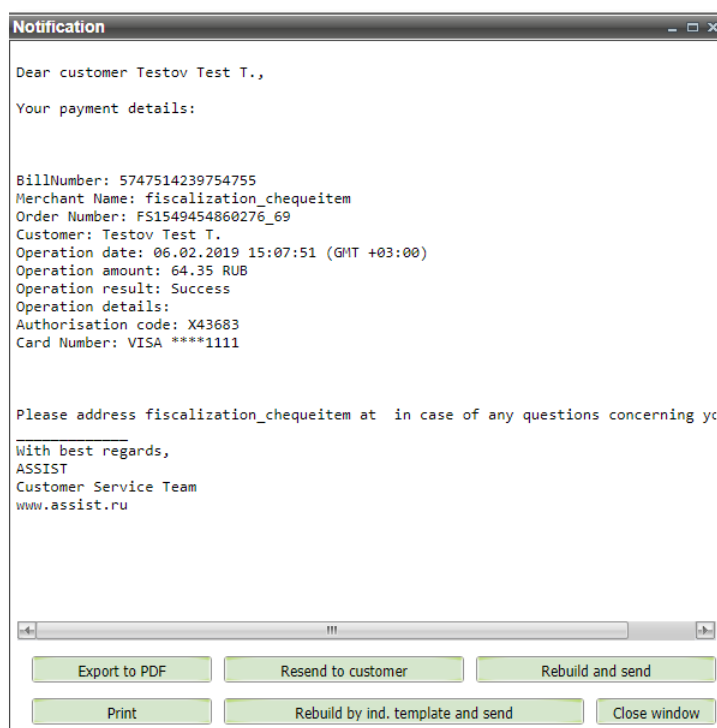 Notification
Dear customer Testov Test T.,
Your payment details:
BillNumber: 5747514239754755
Merchant Name: fiscalization_chequeitem
Order Number: FS1549454860276_69
Customer: Testov Test T.
Operation date: 06.02.2019 15:07:51 (GMT +03:00)
Operation amount: 64.35 RUB
Operation result: Success
Operation details:
Authorisation code: X43683
Card Number: VISA ****1111
Please address fiscalization_chequeitem at  in case of any questions concerning
_____________
With best regards,
ASSIST
Customer Service Team
www.assist.ru
Export to PDF Resend to customer Rebuild and send
Print Rebuild by ind. template and send Close window